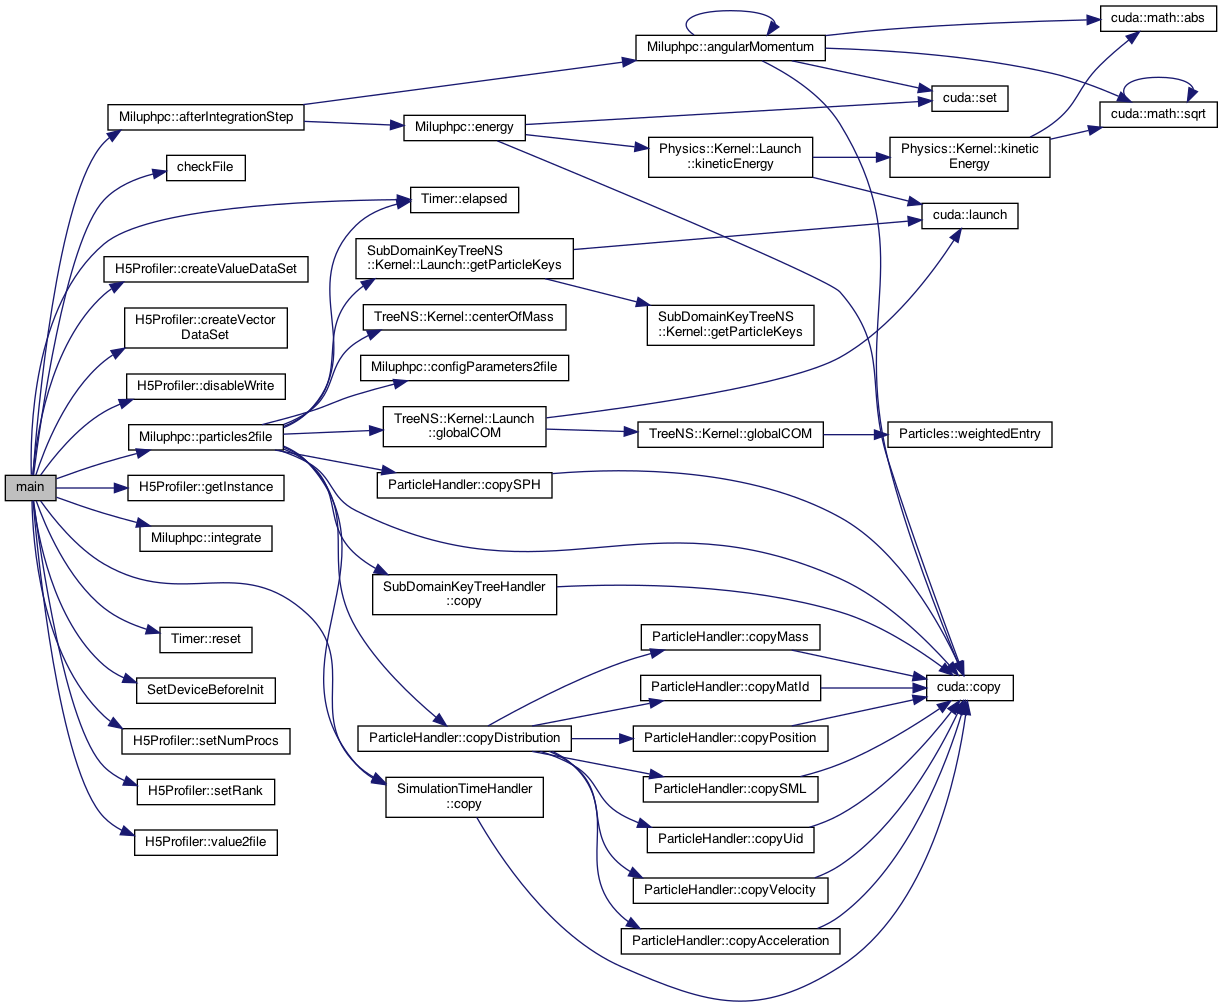 main
Miluphpc::afterIntegrationStep
checkFile
H5Profiler::createValueDataSet
H5Profiler::createVector
DataSet
H5Profiler::disableWrite
Miluphpc::particles2file
H5Profiler::getInstance
Miluphpc::integrate
Timer::reset
SetDeviceBeforeInit
H5Profiler::setNumProcs
H5Profiler::setRank
H5Profiler::value2file
Miluphpc::energy
Timer::elapsed
SubDomainKeyTreeNS
::Kernel::Launch::getParticleKeys
TreeNS::Kernel::centerOfMass
Miluphpc::configParameters2file
TreeNS::Kernel::Launch
::globalCOM
ParticleHandler::copySPH
SubDomainKeyTreeHandler
::copy
ParticleHandler::copyDistribution
SimulationTimeHandler
::copy
Miluphpc::angularMomentum
Physics::Kernel::Launch
::kineticEnergy
SubDomainKeyTreeNS
::Kernel::getParticleKeys
TreeNS::Kernel::globalCOM
ParticleHandler::copyMass
ParticleHandler::copyMatId
ParticleHandler::copyPosition
ParticleHandler::copySML
ParticleHandler::copyUid
ParticleHandler::copyVelocity
ParticleHandler::copyAcceleration
cuda::set
Physics::Kernel::kinetic
Energy
cuda::launch
Particles::weightedEntry
cuda::copy
cuda::math::abs
cuda::math::sqrt